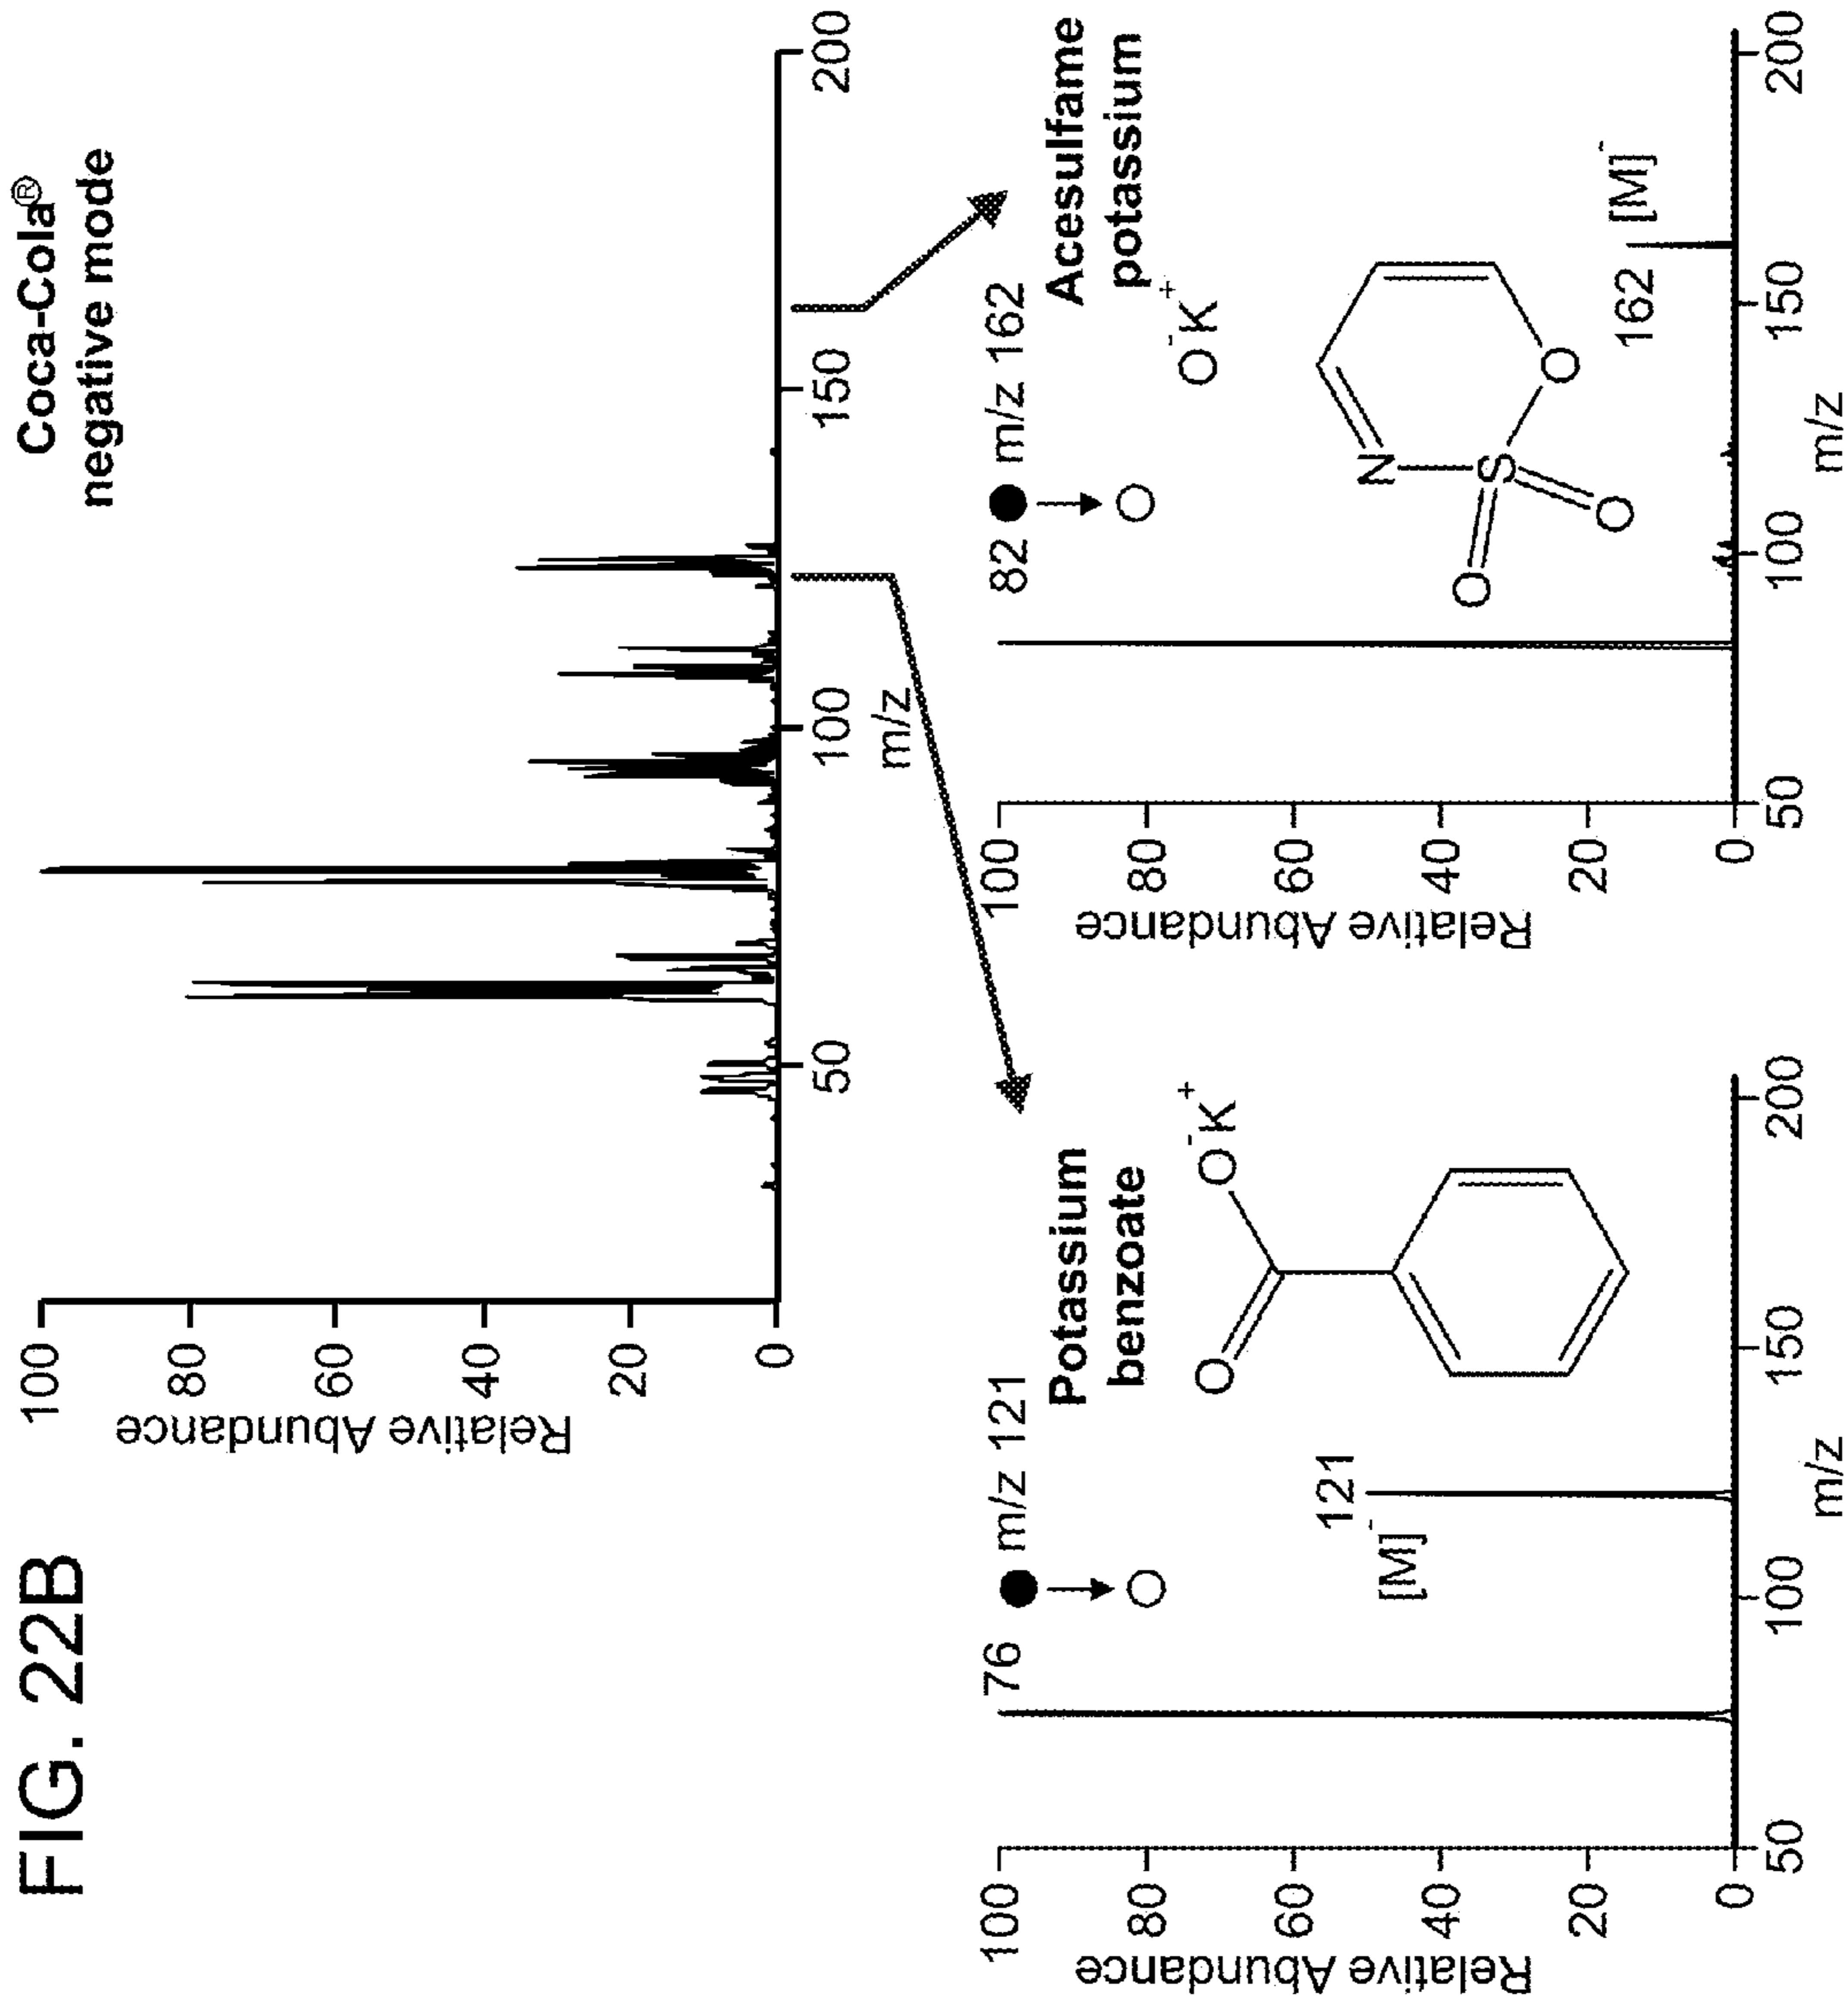 FIG. 22B
Coca-Cola®
negative mode
Relative Abundance
100
80
60
40
20
0
50
100
150
200
m/z
76
m/z 121
Potassium
benzoate
O
O⁻K⁺
121
[M]⁻
Relative Abundance
100
80
60
40
20
0
50
100
150
200
m/z
82
m/z 162
Acesulfame
potassium
O⁻K⁺
N
O
S
O
O
162
[M]⁻
Relative Abundance
100
80
60
40
20
0
50
100
150
200
m/z